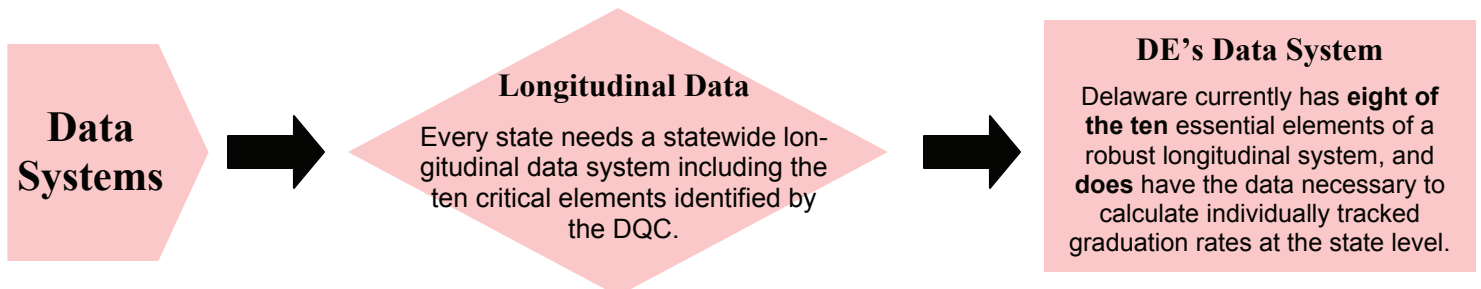 Data
Systems
Longitudinal Data
Every state needs a statewide lon-
gitudinal data system including the
ten critical elements identified by
the DQC.
DE’s Data System
Delaware currently has eight of
the ten essential elements of a
robust longitudinal system, and
does have the data necessary to
calculate individually tracked
graduation rates at the state level.